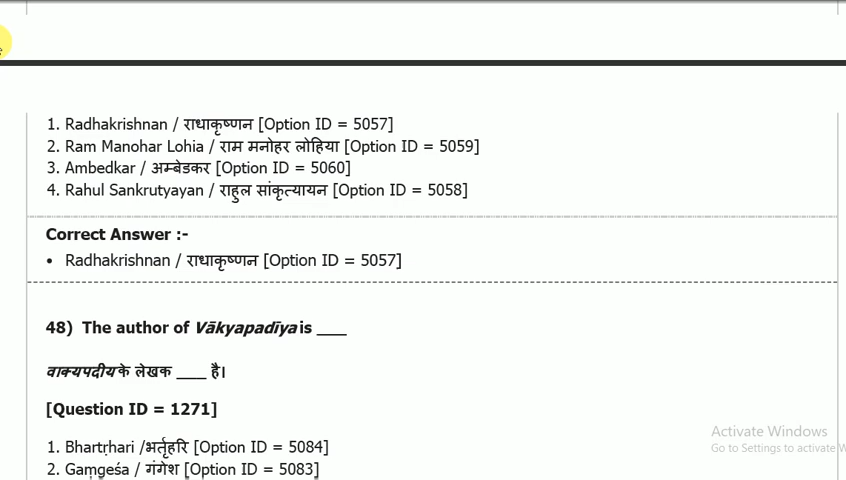 1. Radhakrishnan / राधाकृष्णन [Option ID = 5057]
2. Ram Manohar Lohia / राम मनोहर लोहिया [Option ID = 5059]
3. Ambedkar / अम्बेडकर [Option ID = 5060]
4. Rahul Sankrutyayan / राहुल सांकृत्यायन [Option ID = 5058]
Correct Answer :-
• Radhakrishnan / राधाकृष्णन [Option ID = 5057]
48) The author of Vākyapadīya is ____
वाक्यपदीय के लेखक ____ है।
[Question ID = 1271]
1. Bhartṛhari /भर्तृहरि [Option ID = 5084]
2. Gaṃgeśa / गंगेश [Option ID = 5083]
Activate Windows
Go to Settings to activate